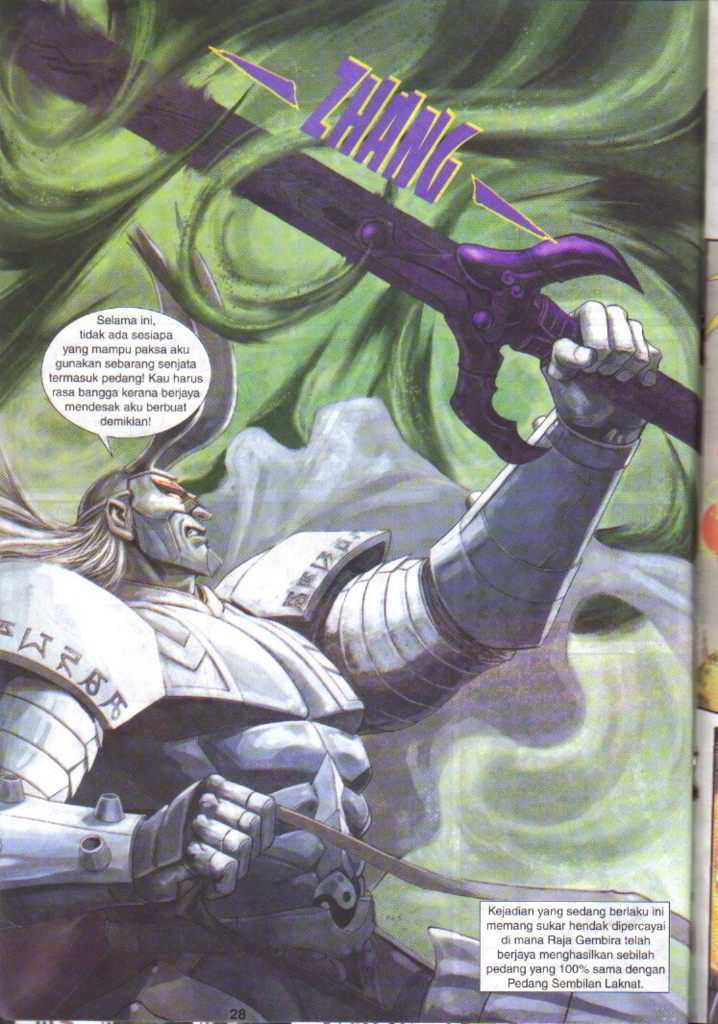 ZHANG
Selama ini,
tidak ada sesiapa
yang mampu paksa aku
gunakan sebarang senjata
termasuk pedang! Kau harus
rasa bangga kerana berjaya
mendesak aku berbuat
demikian!
Kejadian yang sedang berlaku ini
memang sukar hendak dipercayai
di mana Raja Gembira telah
berjaya menghasilkan sebilah
pedang yang 100% sama dengan
Pedang Sembilan Laknat.
28